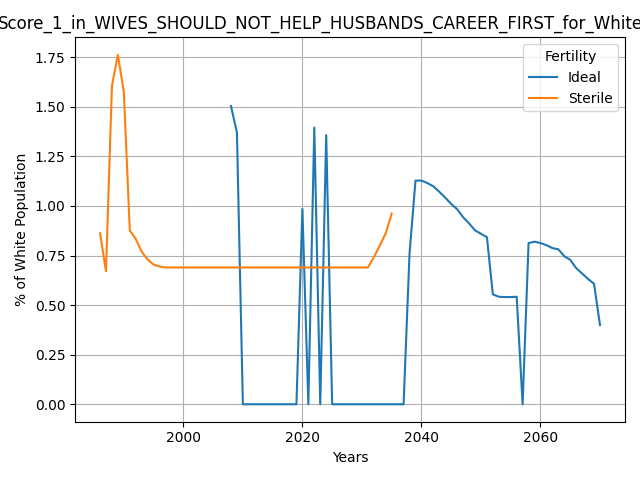 Score_1_in_WIVES_SHOULD_NOT_HELP_HUSBANDS_CAREER_FIRST_for_White
Fertility
Ideal
Sterile
% of White Population
1.75
1.50
1.25
1.00
0.75
0.50
0.25
0.00
2000 2020 2040 2060
Years